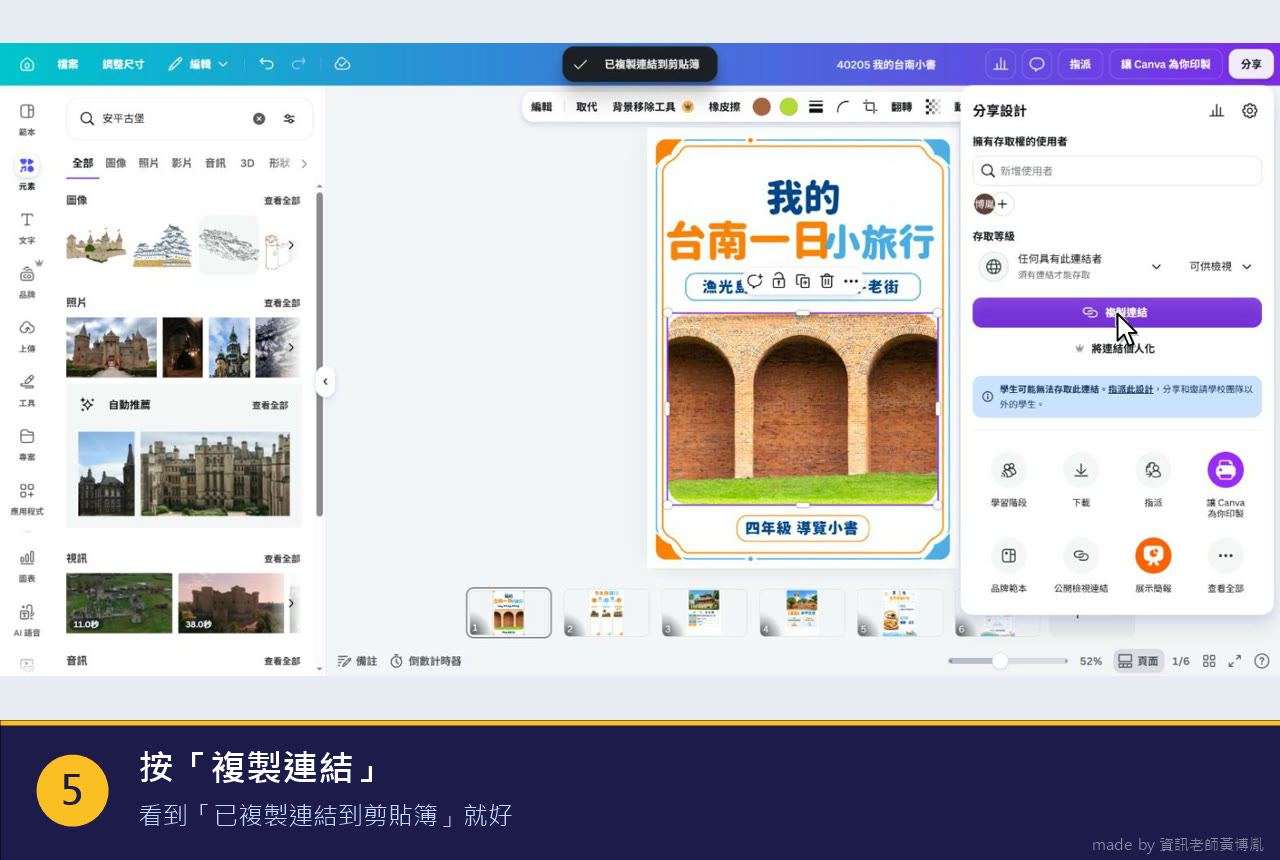 檔案 調整尺寸 編輯 已複製連結到剪貼簿 40205 我的台南小書 指派 讓 Canva 為你印製 分享
範本
元素
文字
品牌
上傳
工具
專案
應用程式
圖表
AI 語音
安平古堡
全部 圖像 照片 影片 音訊 3D 形狀
圖像 查看全部
照片 查看全部
自動推薦 查看全部
視訊 查看全部
11.0秒 38.0秒
音訊 查看全部
編輯 取代 背景移除工具 橡皮擦 翻轉
我的
台南一日小旅行
漁光島 老街
四年級 導覽小書
1 2 3 4 5 6
備註 倒數計時器 52% 頁面 1/6
分享設計
擁有存取權的使用者
新增使用者
博胤
存取等級
任何具有此連結者 可供檢視
須有連結才能存取
複製連結
將連結個人化
學生可能無法存取此連結。指派此設計，分享和邀請學校團隊以
外的學生。
學習階段 下載 指派 讓 Canva
為你印製
品牌範本 公開檢視連結 展示簡報 查看全部
5
按「複製連結」
看到「已複製連結到剪貼簿」就好
made by 資訊老師黃博胤